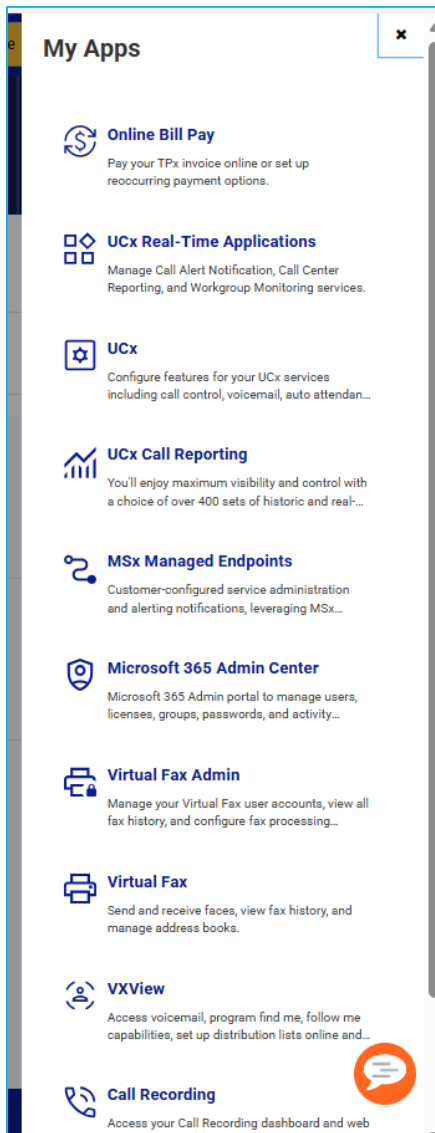 e
My Apps
×
Online Bill Pay
Pay your TPx invoice online or set up
reoccurring payment options.
UCx Real-Time Applications
Manage Call Alert Notification, Call Center
Reporting, and Workgroup Monitoring services.
UCx
Configure features for your UCx services
including call control, voicemail, auto attendan...
UCx Call Reporting
You'll enjoy maximum visibility and control with
a choice of over 400 sets of historic and real-...
MSx Managed Endpoints
Customer-configured service administration
and alerting notifications, leveraging MSx...
Microsoft 365 Admin Center
Microsoft 365 Admin portal to manage users,
licenses, groups, passwords, and activity...
Virtual Fax Admin
Manage your Virtual Fax user accounts, view all
fax history, and configure fax processing...
Virtual Fax
Send and receive faces, view fax history, and
manage address books.
VXView
Access voicemail, program find me, follow me
capabilities, set up distribution lists online and...
Call Recording
Access your Call Recording dashboard and web